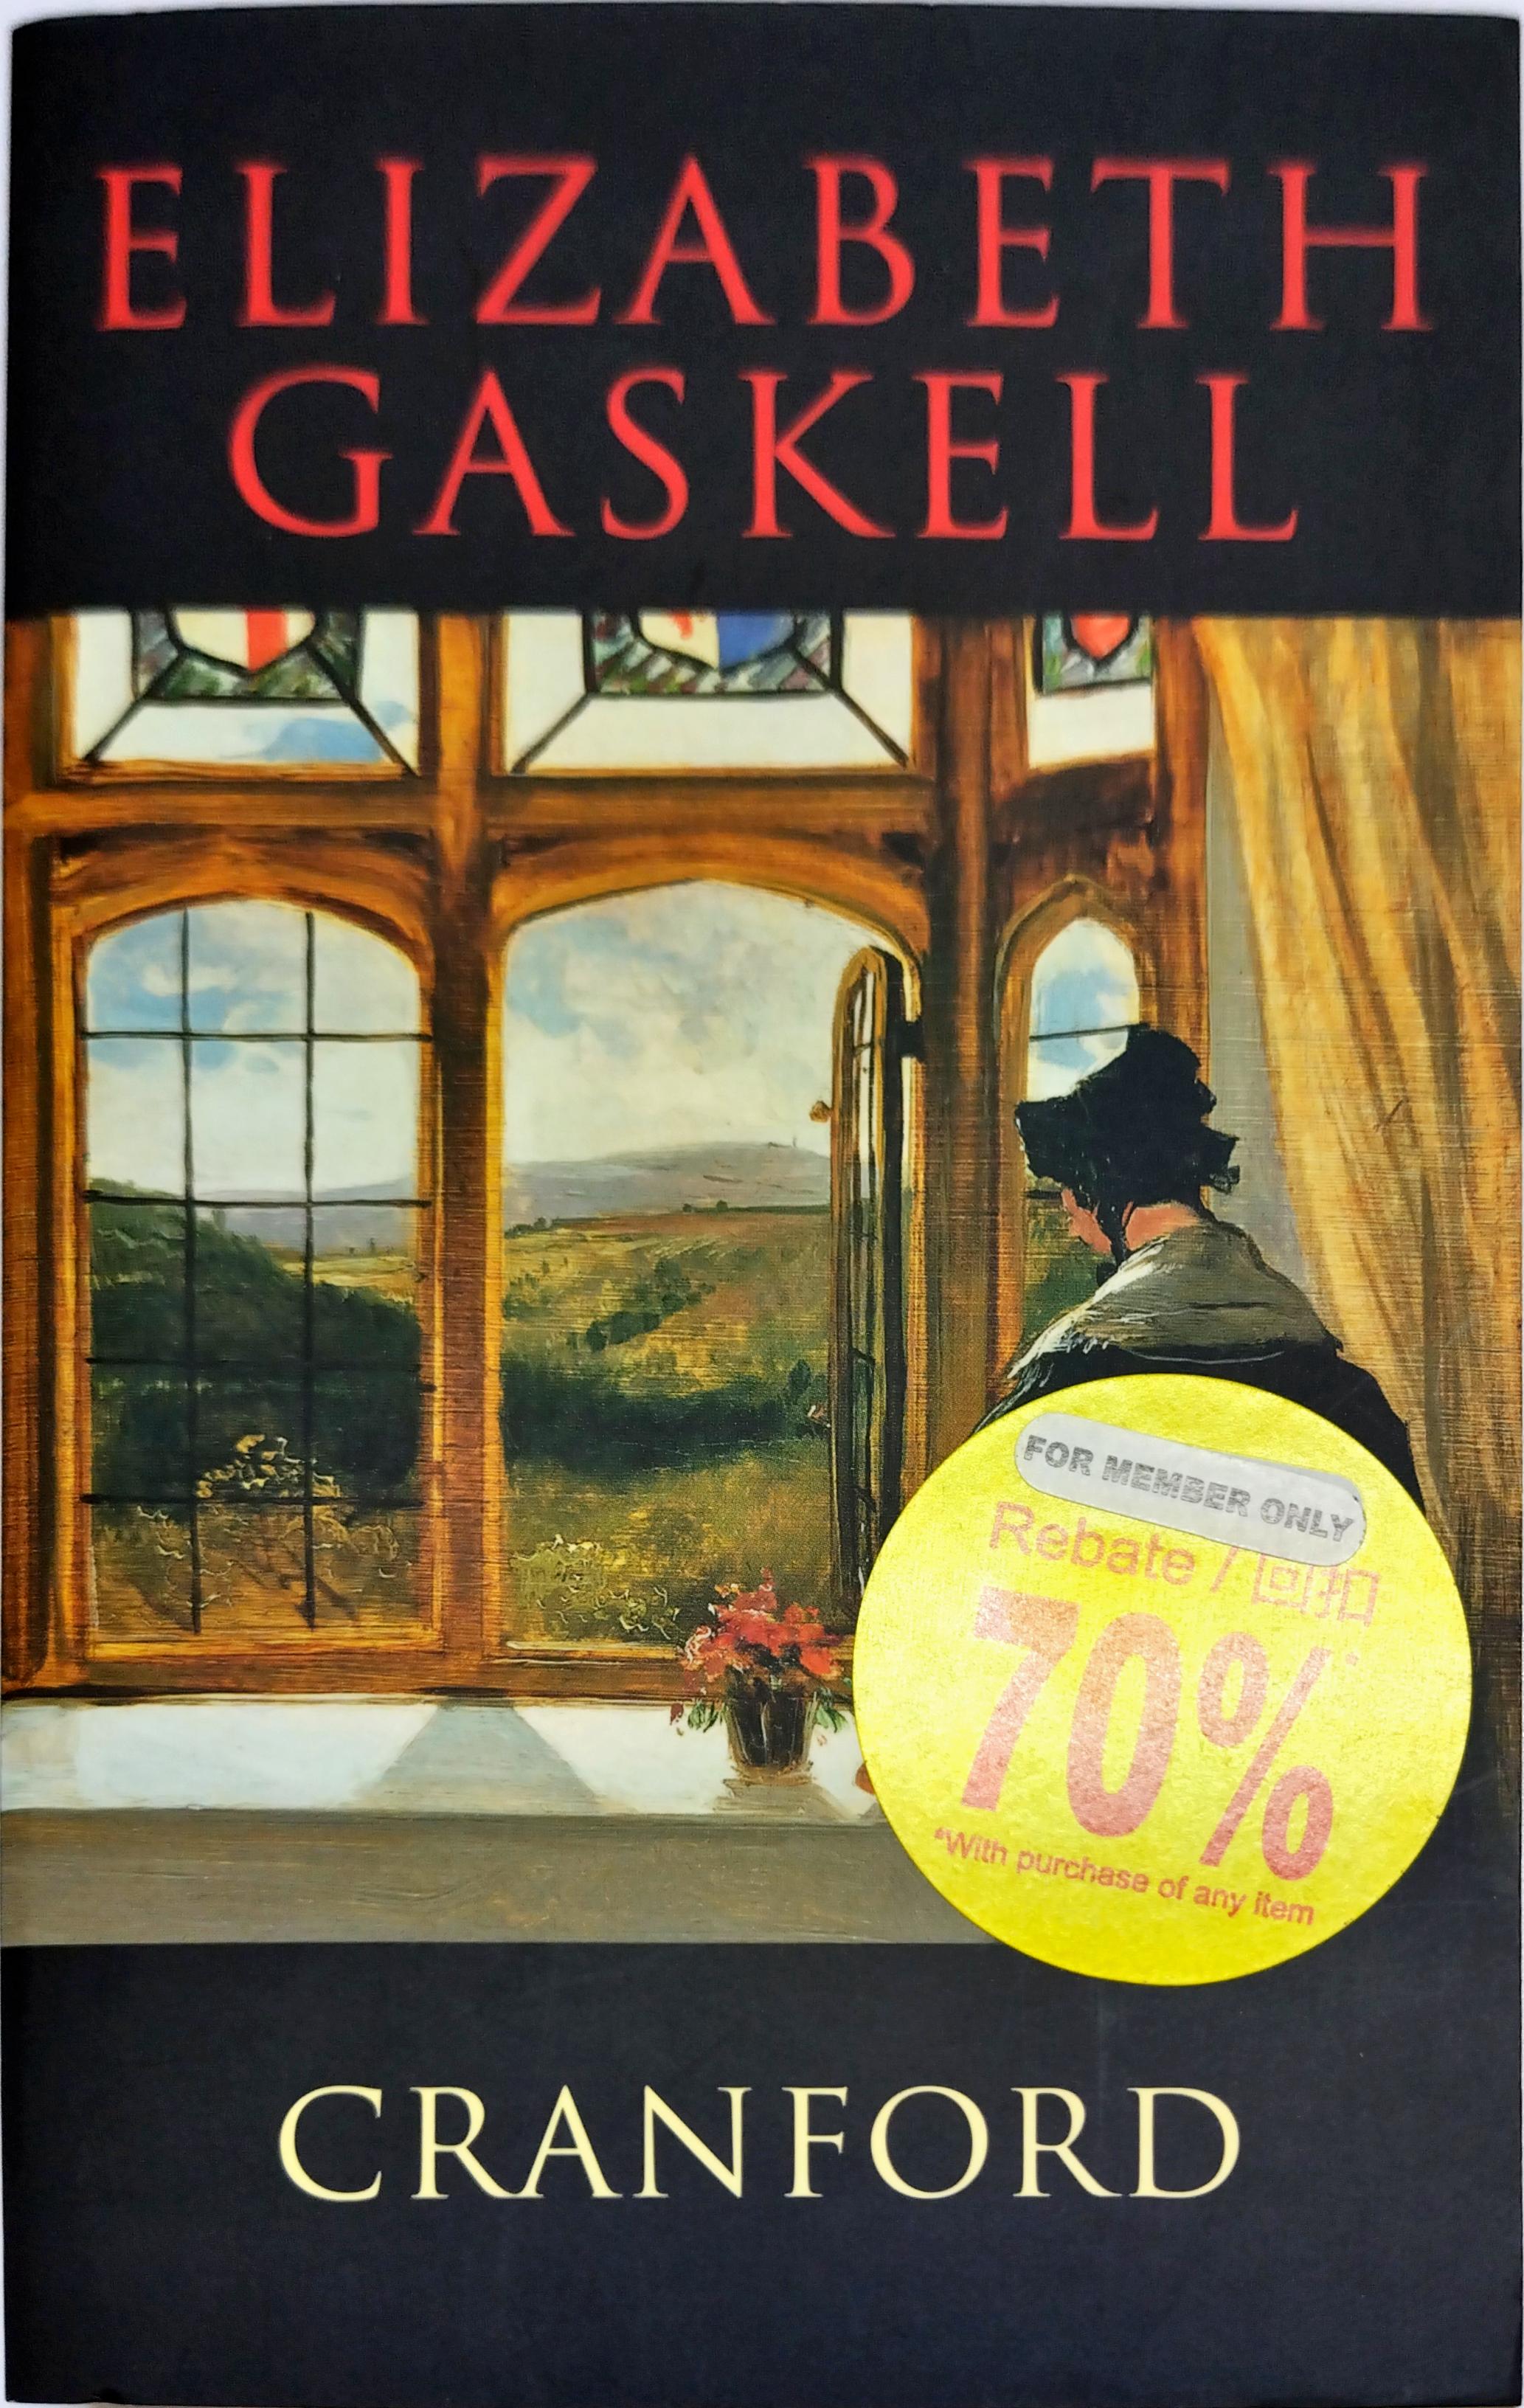 ELIZABETH
GASKELL
FOR MEMBER ONLY
Rebate / 回扣
70%*
*With purchase of any item
CRANFORD